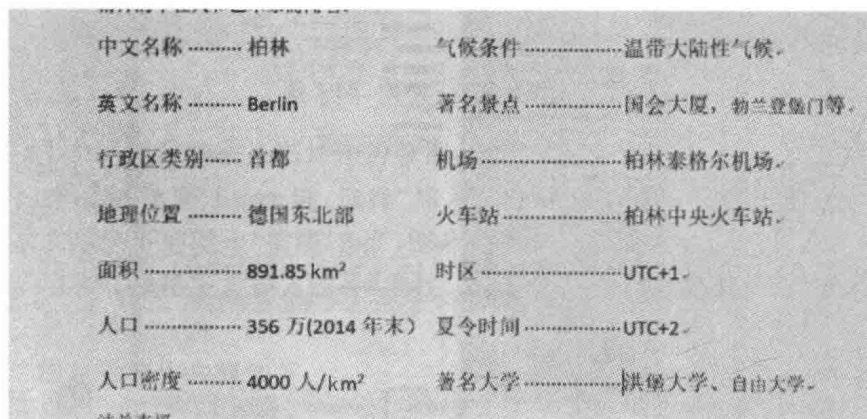 中文名称 ·········· 柏林 气候条件 ·················· 温带大陆性气候
英文名称 ·········· Berlin 著名景点 ·················· 国会大厦，勃兰登堡门等
行政区类别 ······ 首都 机场 ·························· 柏林泰格尔机场
地理位置 ·········· 德国东北部 火车站 ······················ 柏林中央火车站
面积 ·················· 891.85 km² 时区 ·························· UTC+1
人口 ·················· 356 万(2014 年末） 夏令时间 ·················· UTC+2
人口密度 ·········· 4000 人/km² 著名大学 ·················· 洪堡大学、自由大学